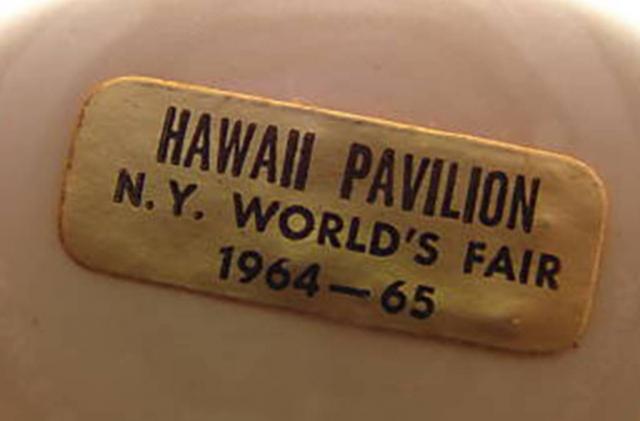 HAWAII PAVILION
N.Y. WORLD'S FAIR
1964—65